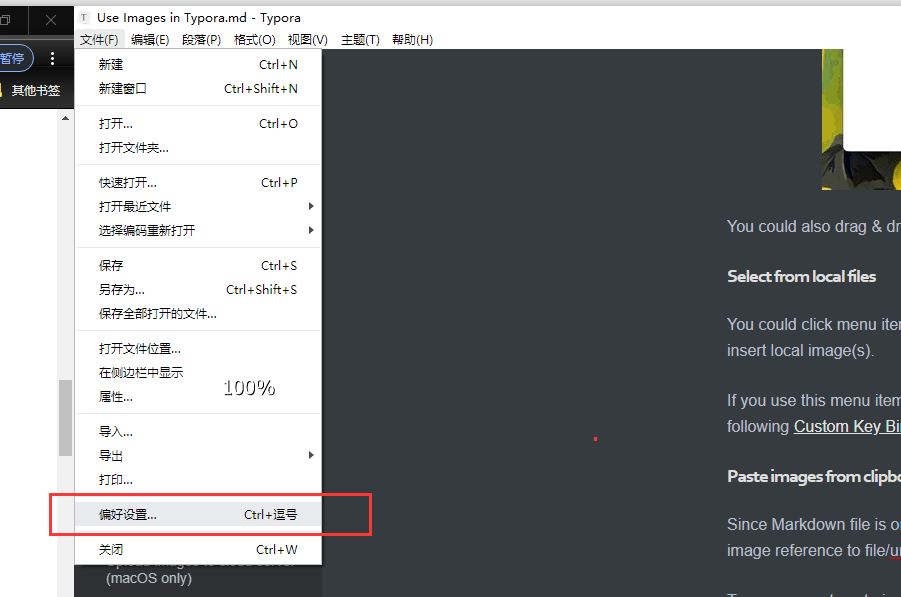 T Use Images in Typora.md - Typora
文件(F) 编辑(E) 段落(P) 格式(O) 视图(V) 主题(T) 帮助(H)
暂停
其他书签
新建 Ctrl+N
新建窗口 Ctrl+Shift+N
打开... Ctrl+O
打开文件夹...
快速打开... Ctrl+P
打开最近文件
选择编码重新打开
保存 Ctrl+S
另存为... Ctrl+Shift+S
保存全部打开的文件...
打开文件位置...
在侧边栏中显示
属性...
100%
导入...
导出
打印...
偏好设置... Ctrl+逗号
关闭 Ctrl+W
(macOS only)
You could also drag & dr
Select from local files
You could click menu ite
insert local image(s).
If you use this menu item
following Custom Key Bi
Paste images from clipbo
Since Markdown file is o
image reference to file/u